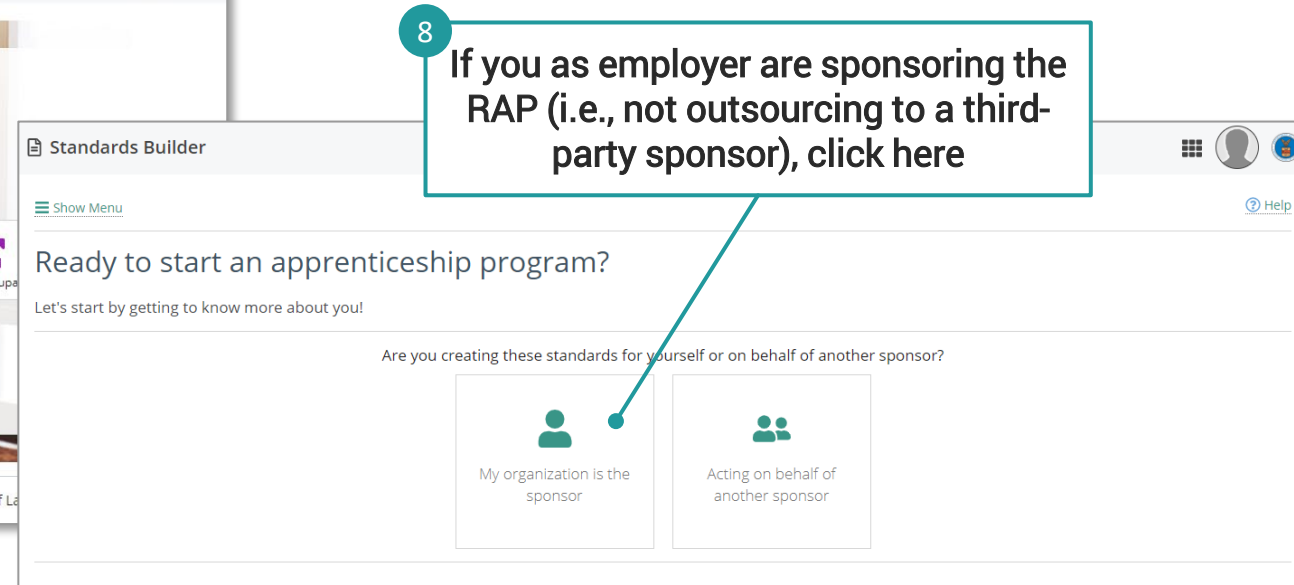 8
If you as employer are sponsoring the
RAP (i.e., not outsourcing to a third-
party sponsor), click here
Standards Builder
Show Menu
Help
Ready to start an apprenticeship program?
Let's start by getting to know more about you!
Are you creating these standards for yourself or on behalf of another sponsor?
My organization is the
sponsor
Acting on behalf of
another sponsor